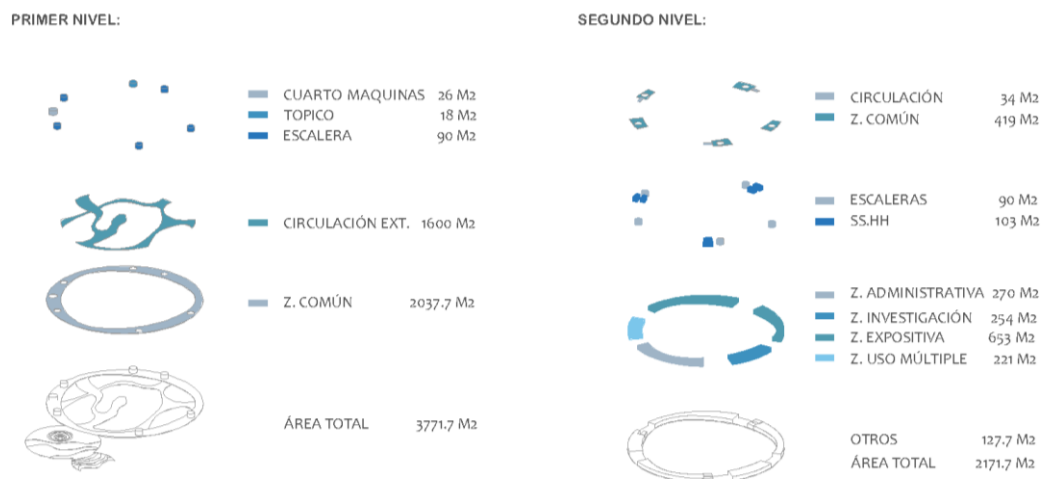 PRIMER NIVEL:
CUARTO MAQUINAS 26 M2
TOPICO 18 M2
ESCALERA 90 M2
CIRCULACIÓN EXT. 1600 M2
Z. COMÚN 2037.7 M2
ÁREA TOTAL 3771.7 M2
SEGUNDO NIVEL:
CIRCULACIÓN 34 M2
Z. COMÚN 419 M2
ESCALERAS 90 M2
SS.HH 103 M2
Z. ADMINISTRATIVA 270 M2
Z. INVESTIGACIÓN 254 M2
Z. EXPOSITIVA 653 M2
Z. USO MÚLTIPLE 221 M2
OTROS 127.7 M2
ÁREA TOTAL 2171.7 M2